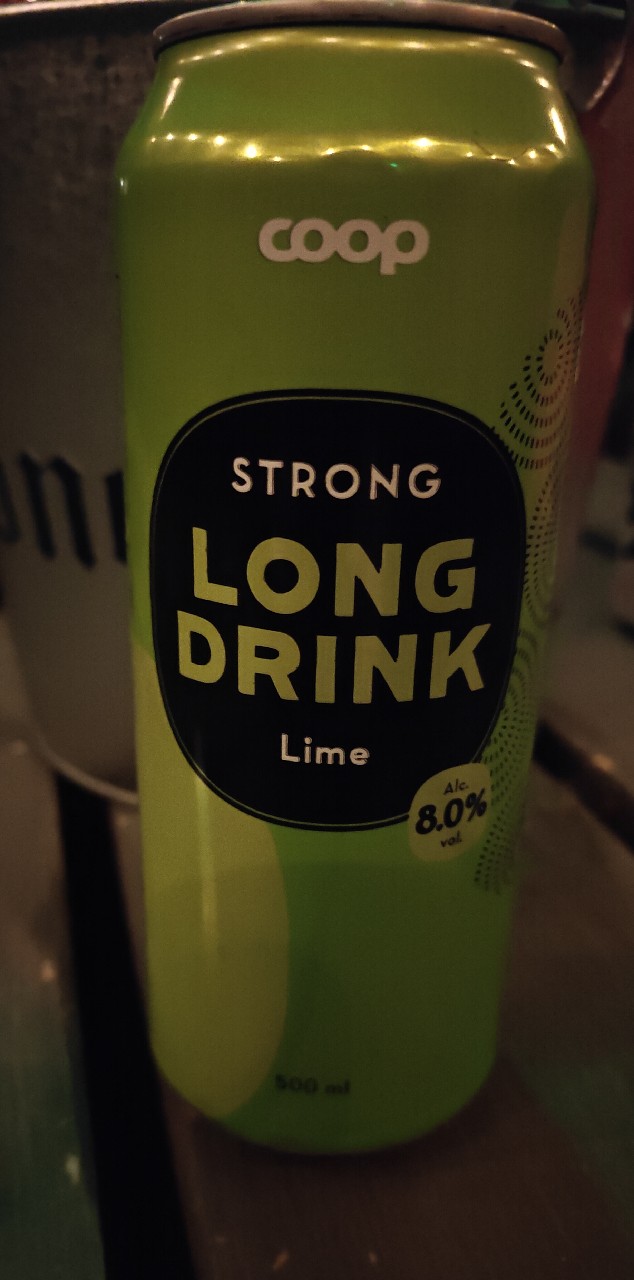 coop
STRONG
LONG
DRINK
Lime
Alc.
8.0%
vol.
500 ml